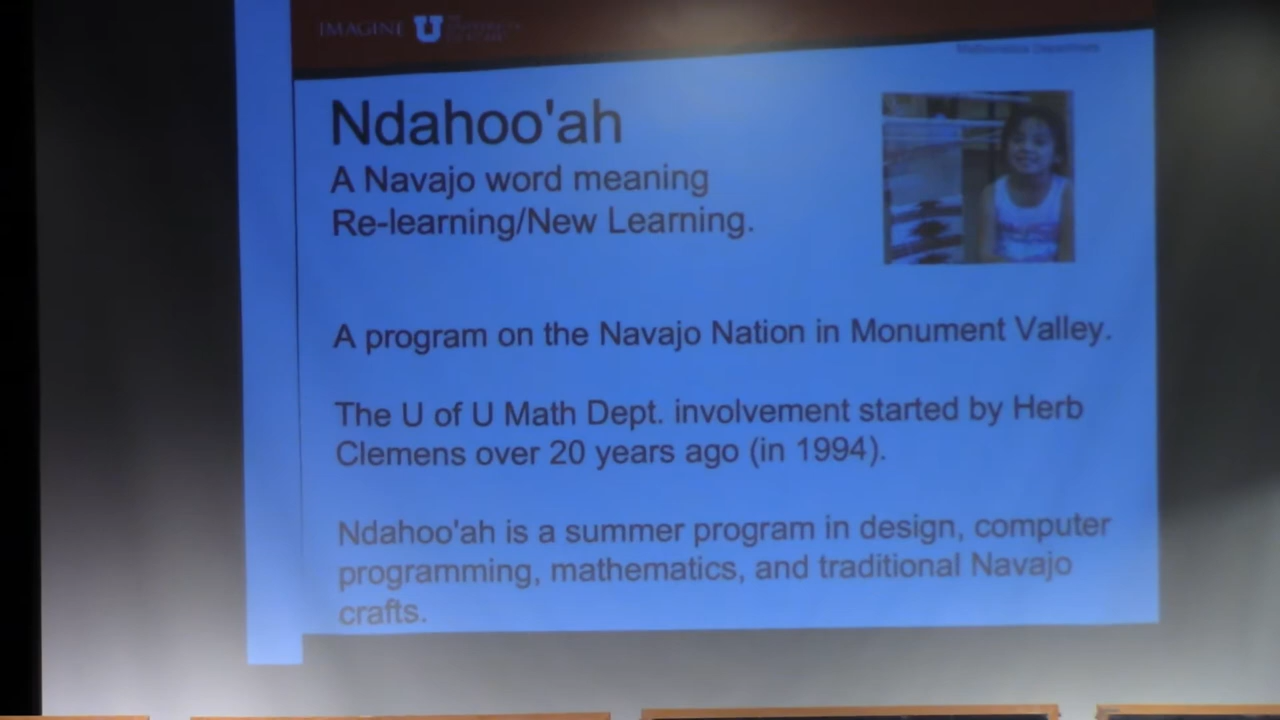 IMAGINE U
Mathematics Department
Ndahoo'ah
A Navajo word meaning
Re-learning/New Learning.
A program on the Navajo Nation in Monument Valley.
The U of U Math Dept. involvement started by Herb
Clemens over 20 years ago (in 1994).
Ndahoo'ah is a summer program in design, computer
programming, mathematics, and traditional Navajo
crafts.